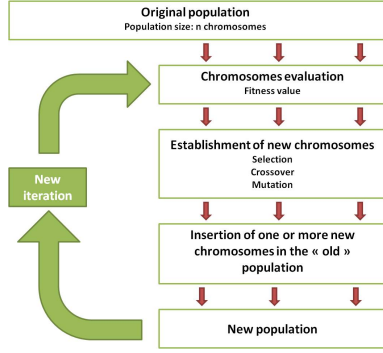 Original population
Population size: n chromosomes
Chromosomes evaluation
Fitness value
Establishment of new chromosomes
Selection
Crossover
Mutation
New
iteration
Insertion of one or more new
chromosomes in the « old »
population
New population